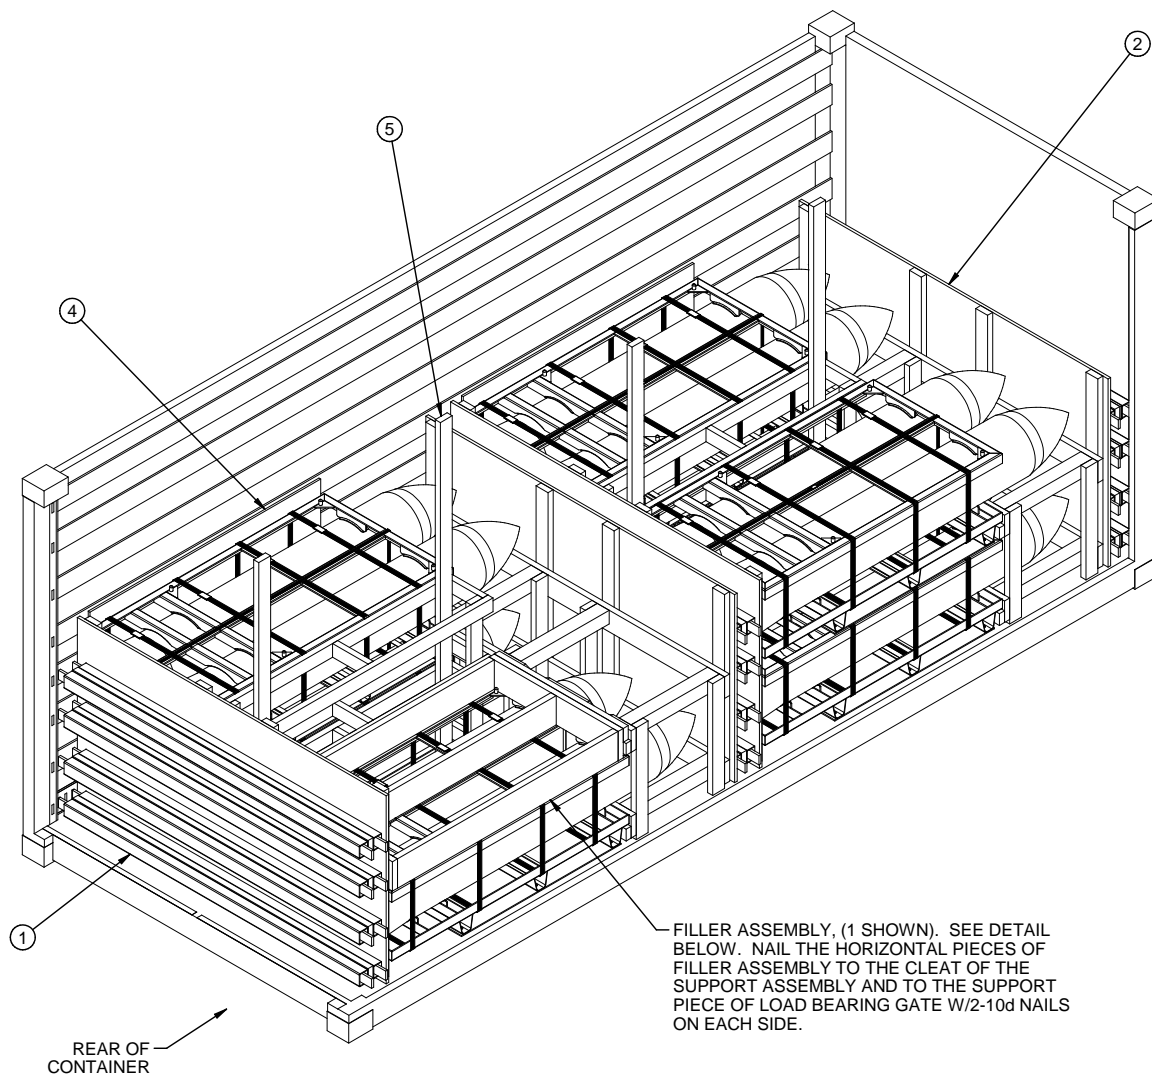 2
5
4
1
FILLER ASSEMBLY, (1 SHOWN). SEE DETAIL
BELOW. NAIL THE HORIZONTAL PIECES OF
FILLER ASSEMBLY TO THE CLEAT OF THE
SUPPORT ASSEMBLY AND TO THE SUPPORT
PIECE OF LOAD BEARING GATE W/2-10d NAILS
ON EACH SIDE.
REAR OF
CONTAINER